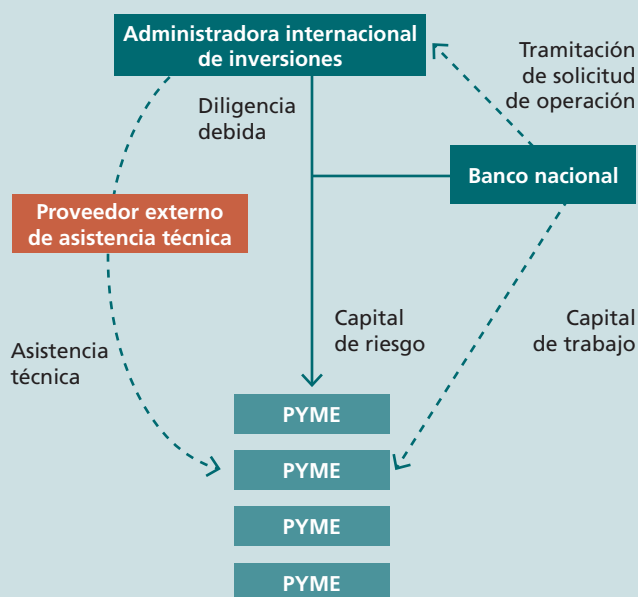 Administradora internacional
de inversiones
Tramitación
de solicitud
de operación
Diligencia
debida
Banco nacional
Proveedor externo
de asistencia técnica
Capital
de riesgo
Capital
de trabajo
Asistencia
técnica
PYME
PYME
PYME
PYME